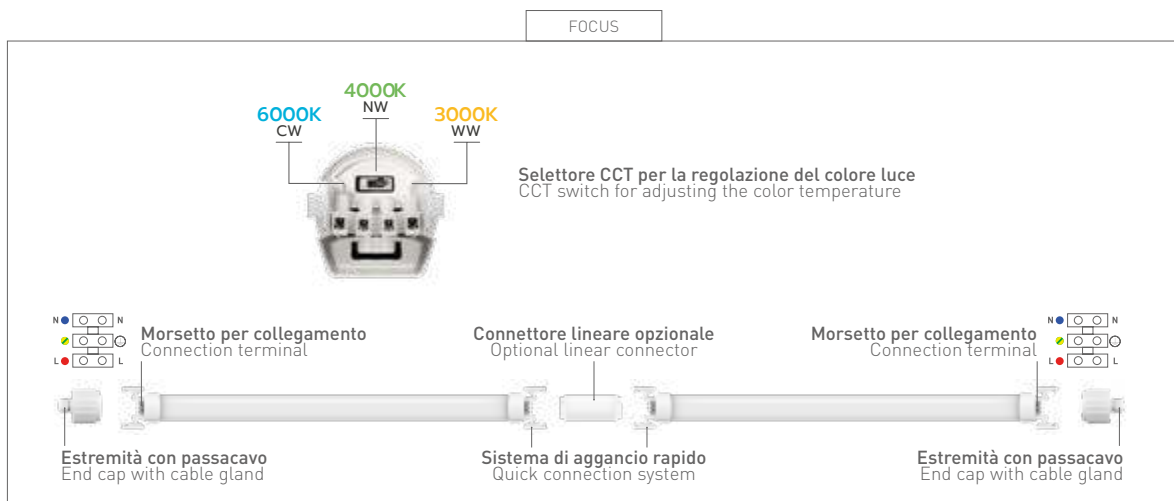 FOCUS
4000K
NW
6000K
CW
3000K
WW
Selettore CCT per la regolazione del colore luce
CCT switch for adjusting the color temperature
N N
L L
Morsetto per collegamento
Connection terminal
Connettore lineare opzionale
Optional linear connector
Morsetto per collegamento
Connection terminal
N N
L L
Estremità con passacavo
End cap with cable gland
Sistema di aggancio rapido
Quick connection system
Estremità con passacavo
End cap with cable gland